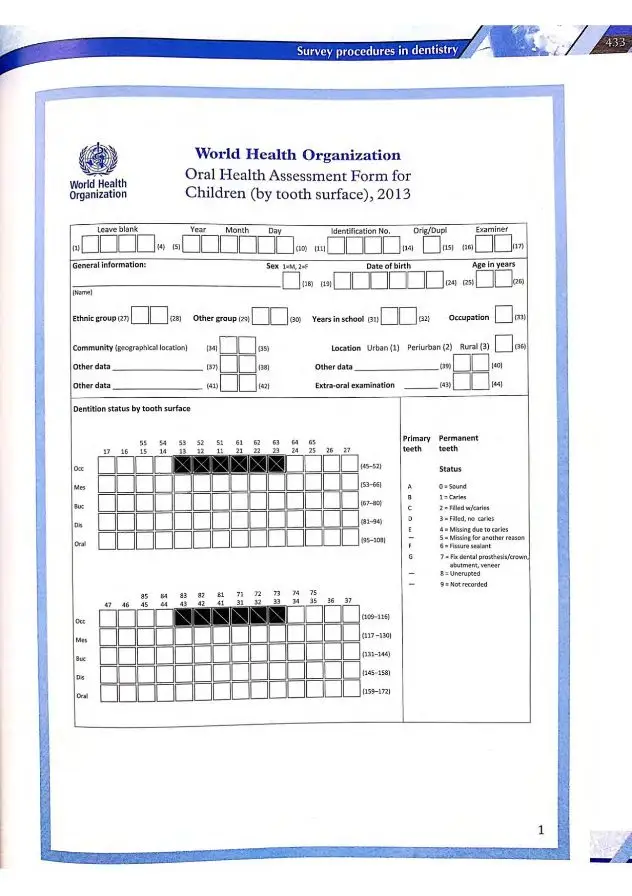 Survey procedures in dentistry 433
World Health Organization
World Health
Organization
Oral Health Assessment Form for
Children (by tooth surface), 2013
Leave blank Year Month Day Identification No. Orig/Dupl Examiner
(1) (4) (5) (10) (11) (14) (15) (16) (17)
General information: Sex 1=M, 2=F Date of birth Age in years
(18) (19) (24) (25) (26)
(Name)
Ethnic group (27) (28) Other group (29) (30) Years in school (31) (32) Occupation (33)
Community (geographical location) (34) (35) Location Urban (1) Periurban (2) Rural (3) (36)
Other data (37) (38) Other data (39) (40)
Other data (41) (42) Extra-oral examination (43) (44)
Dentition status by tooth surface
55 54 53 52 51 61 62 63 64 65
17 16 15 14 13 12 11 21 22 23 24 25 26 27
Occ (45–52)
Mes (53–66)
Buc (67–80)
Dis (81–94)
Oral (95–108)
85 84 83 82 81 71 72 73 74 75
47 46 45 44 43 42 41 31 32 33 34 35 36 37
Occ (109–116)
Mes (117–130)
Buc (131–144)
Dis (145–158)
Oral (159–172)
Primary Permanent
teeth teeth
Status
A 0 = Sound
B 1 = Caries
C 2 = Filled w/caries
D 3 = Filled, no caries
E 4 = Missing due to caries
— 5 = Missing for another reason
F 6 = Fissure sealant
G 7 = Fix dental prosthesis/crown,
abutment, veneer
— 8 = Unerupted
— 9 = Not recorded
1